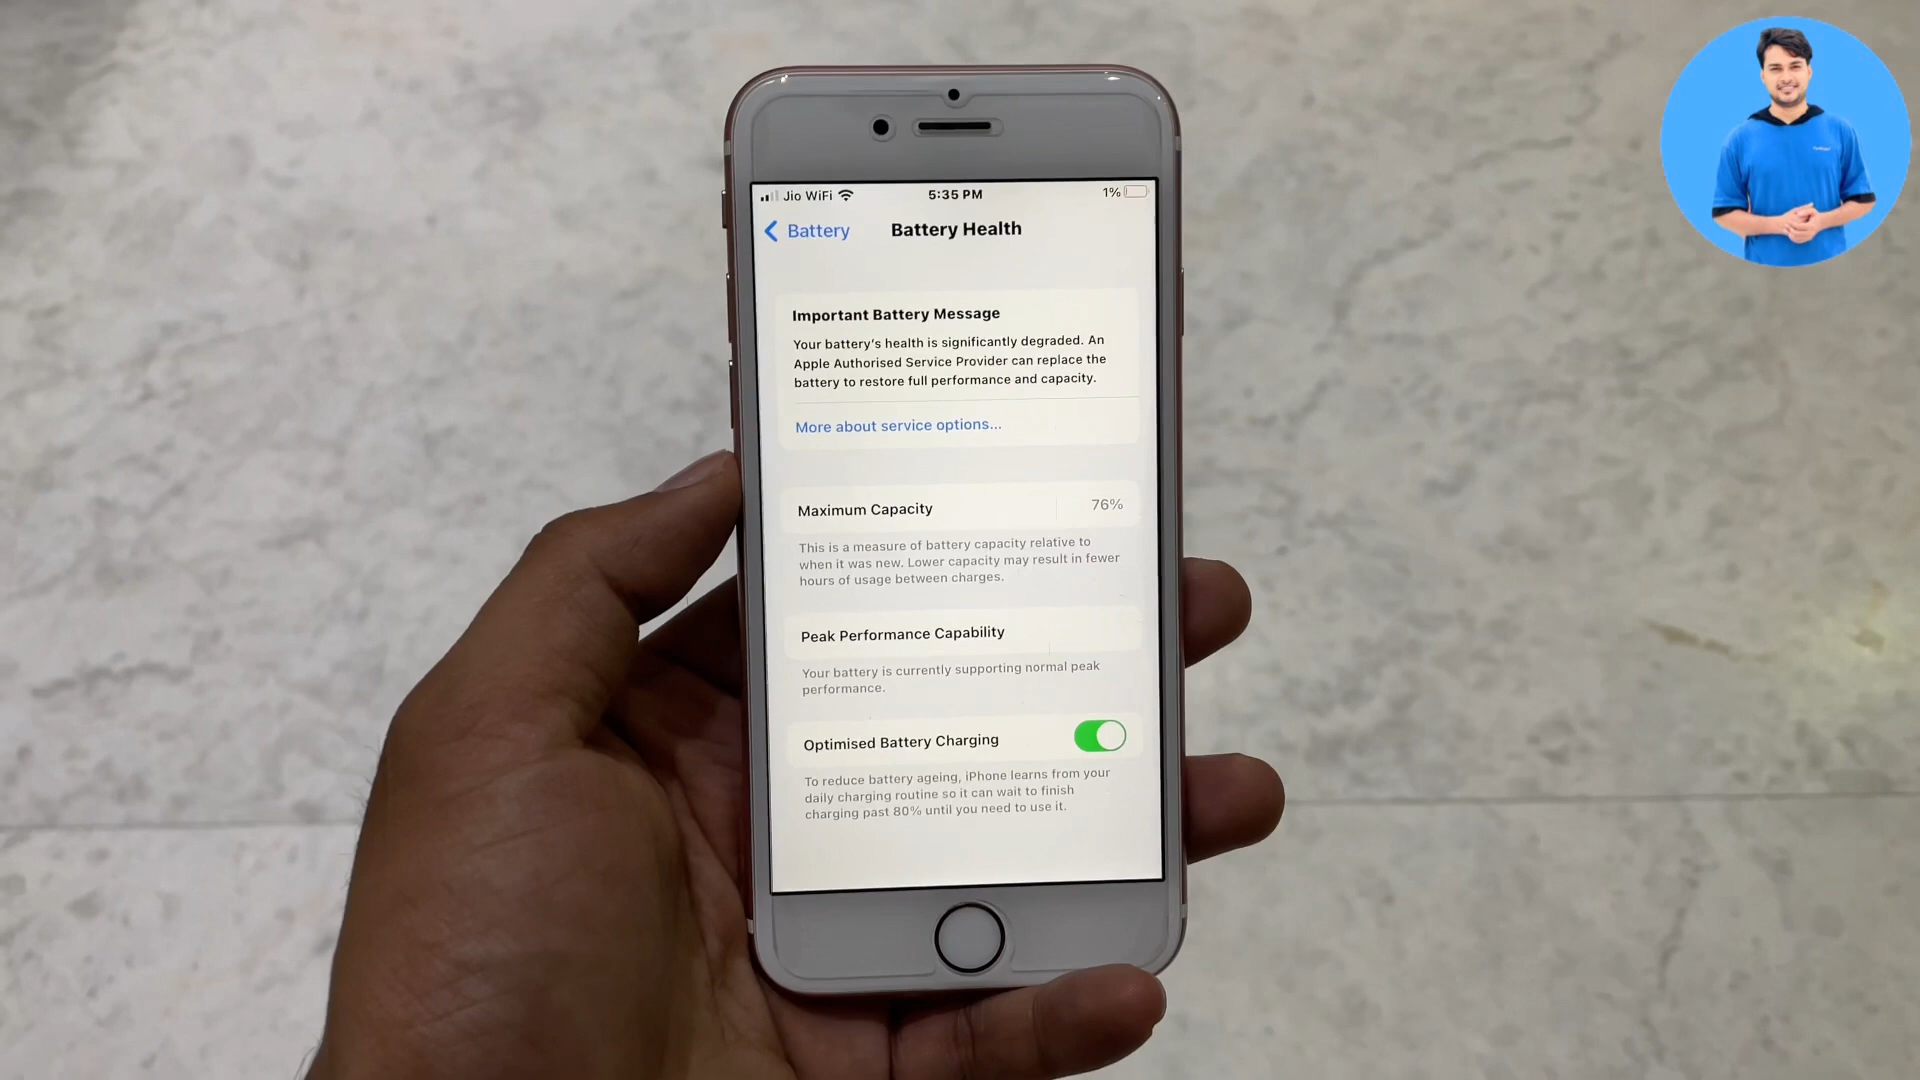 Jio WiFi
5:35 PM
1%
Battery
Battery Health
Important Battery Message
Your battery's health is significantly degraded. An
Apple Authorised Service Provider can replace the
battery to restore full performance and capacity.
More about service options...
Maximum Capacity
76%
This is a measure of battery capacity relative to
when it was new. Lower capacity may result in fewer
hours of usage between charges.
Peak Performance Capability
Your battery is currently supporting normal peak
performance.
Optimised Battery Charging
To reduce battery ageing, iPhone learns from your
daily charging routine so it can wait to finish
charging past 80% until you need to use it.